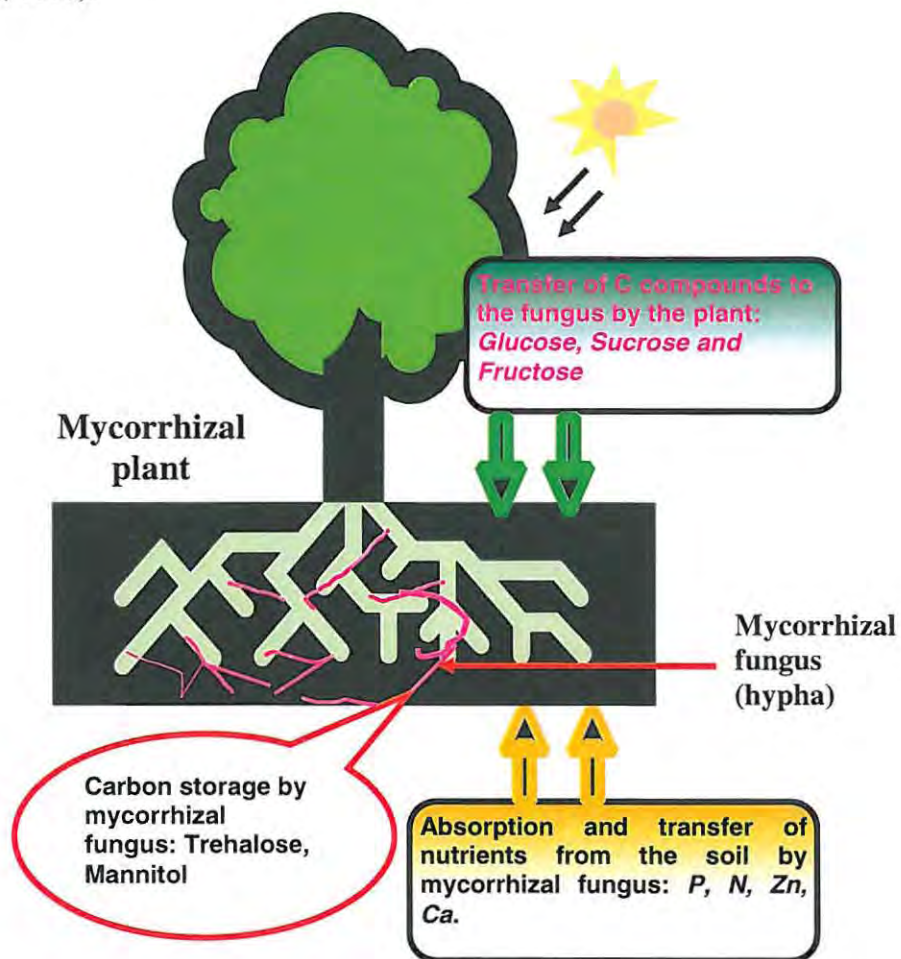 Transfer of C compounds to
the fungus by the plant:
Glucose, Sucrose and
Fructose
Mycorrhizal
plant
Mycorrhizal
fungus
(hypha)
Carbon storage by
mycorrhizal
fungus: Trehalose,
Mannitol
Absorption and transfer of
nutrients from the soil by
mycorrhizal fungus: P, N, Zn,
Ca.